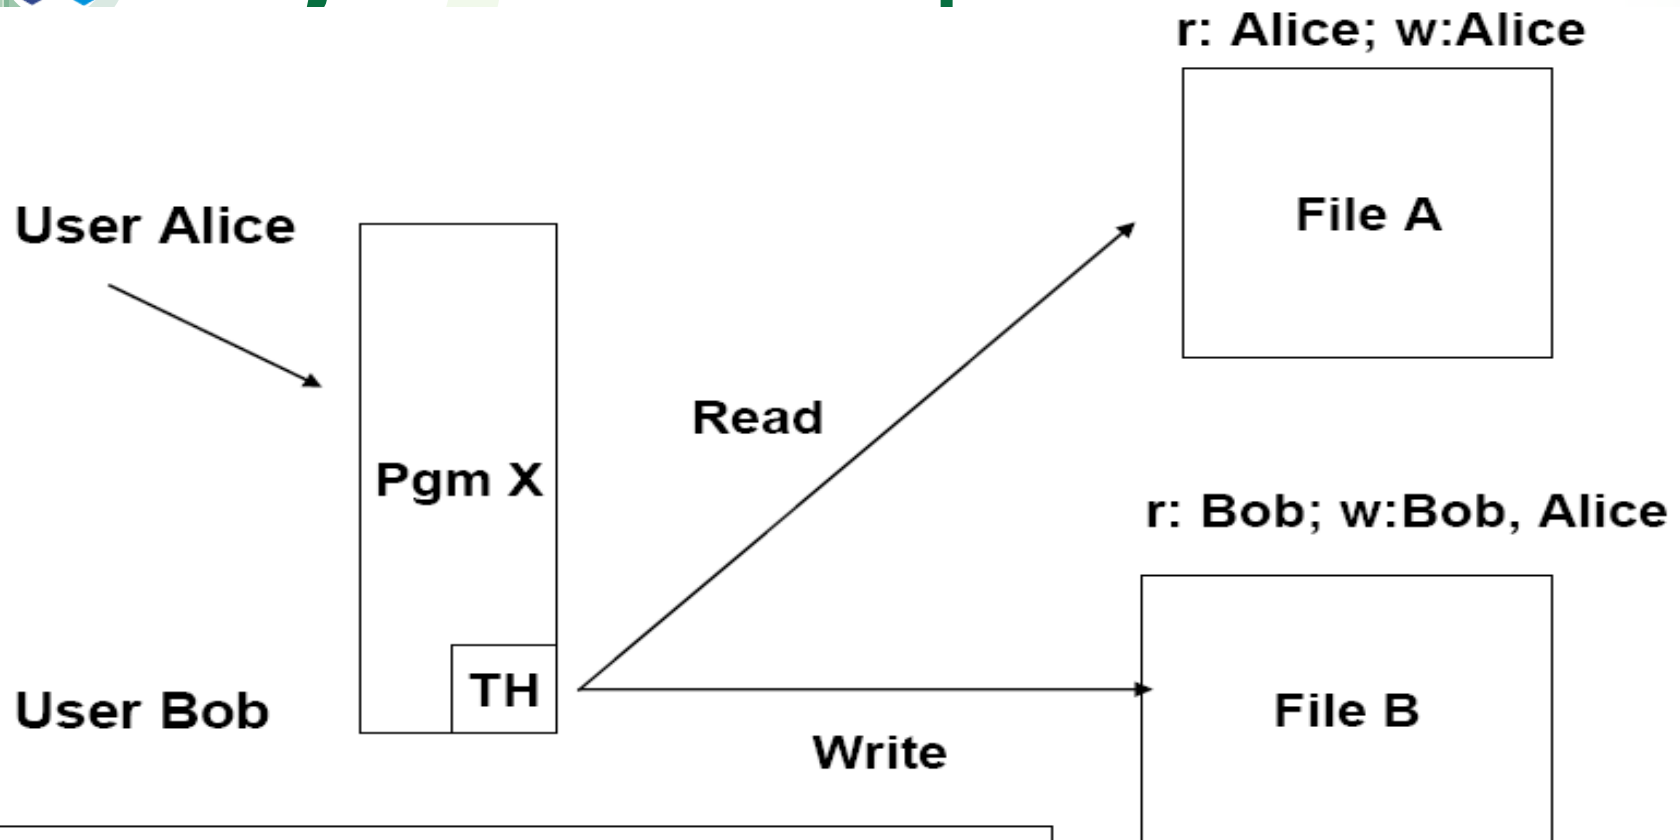 r: Alice; w:Alice
File A
User Alice
Read
Pgm X
r: Bob; w:Bob, Alice
TH
User Bob
File B
Write